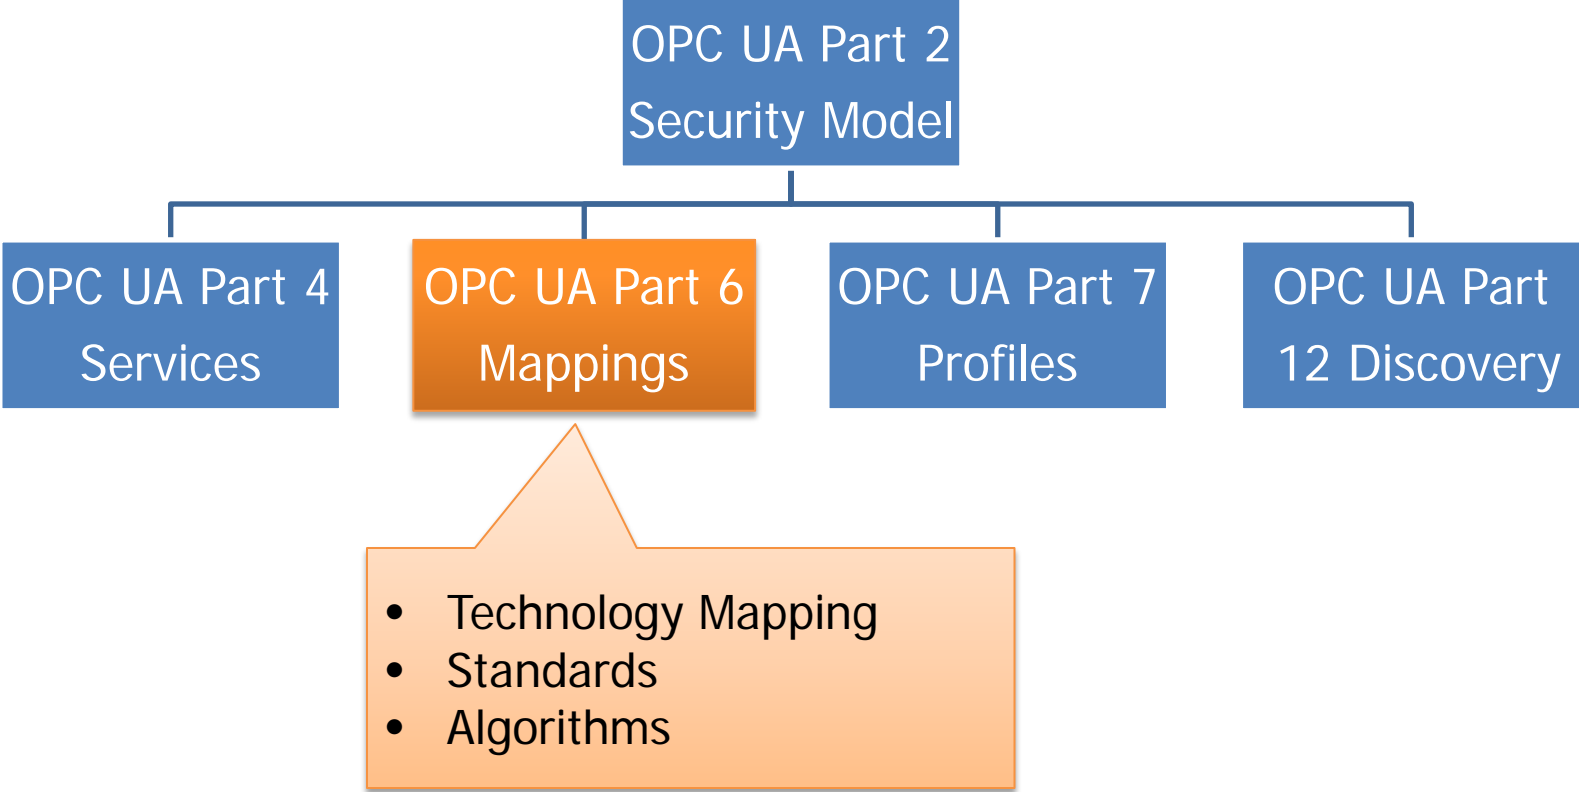 OPC UA Part 2
Security Model
OPC UA Part 4
Services
OPC UA Part 6
Mappings
OPC UA Part 7
Profiles
OPC UA Part
12 Discovery
• Technology Mapping
• Standards
• Algorithms